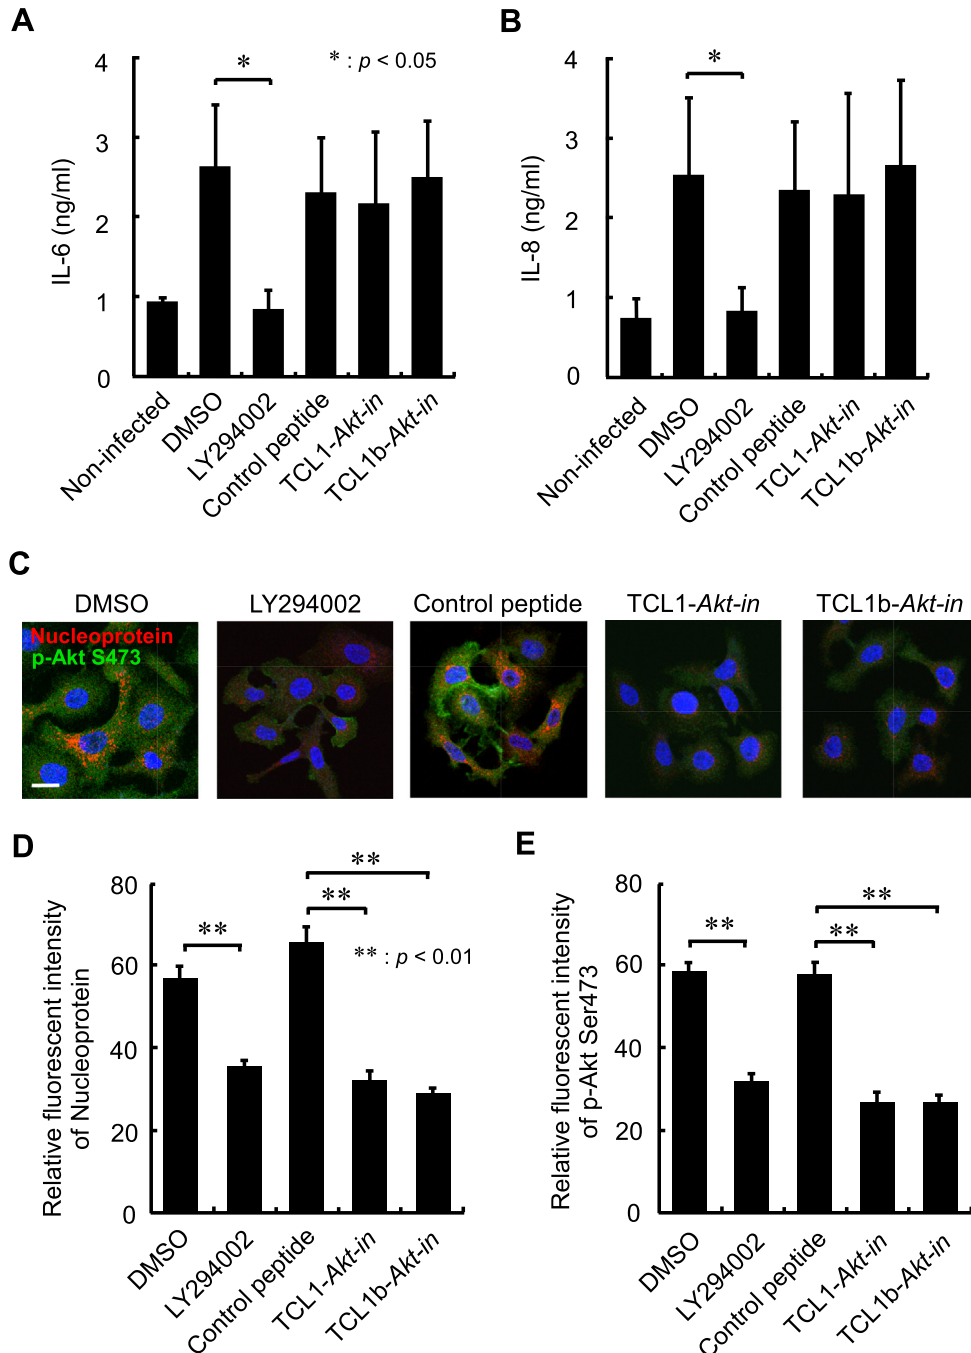 A
B
* : p < 0.05
*
*
IL-6 (ng/ml)
4
3
2
1
0
Non-infected
DMSO
LY294002
Control peptide
TCL1-Akt-in
TCL1b-Akt-in
IL-8 (ng/ml)
4
3
2
1
0
Non-infected
DMSO
LY294002
Control peptide
TCL1-Akt-in
TCL1b-Akt-in
C
DMSO
LY294002
Control peptide
TCL1-Akt-in
TCL1b-Akt-in
Nucleoprotein
p-Akt S473
D
E
Relative fluorescent intensity
of Nucleoprotein
80
60
40
20
0
**
**
**
** : p < 0.01
DMSO
LY294002
Control peptide
TCL1-Akt-in
TCL1b-Akt-in
Relative fluorescent intensity
of p-Akt Ser473
80
60
40
20
0
**
**
**
DMSO
LY294002
Control peptide
TCL1-Akt-in
TCL1b-Akt-in